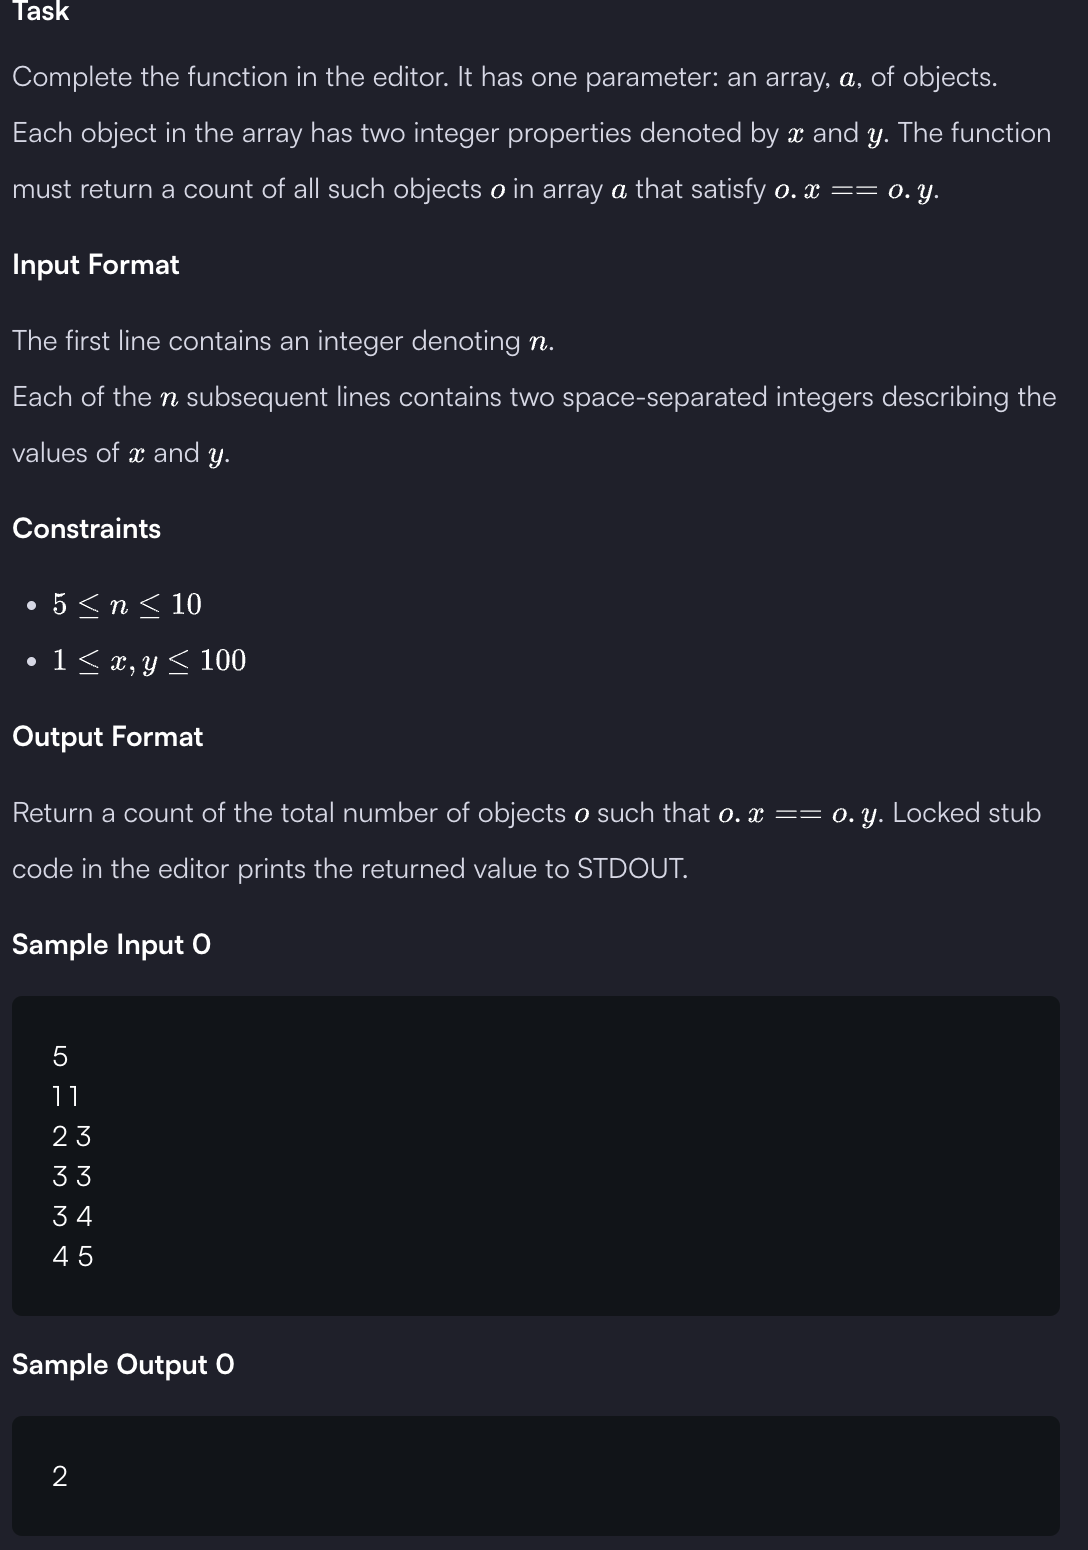 Task
Complete the function in the editor. It has one parameter: an array, a, of objects.
Each object in the array has two integer properties denoted by x and y. The function
must return a count of all such objects o in array a that satisfy o.x == o.y.
Input Format
The first line contains an integer denoting n.
Each of the n subsequent lines contains two space-separated integers describing the
values of x and y.
Constraints
• 5 ≤ n ≤ 10
• 1 ≤ x, y ≤ 100
Output Format
Return a count of the total number of objects o such that o.x == o.y. Locked stub
code in the editor prints the returned value to STDOUT.
Sample Input 0
5
1 1
2 3
3 3
3 4
4 5
Sample Output 0
2